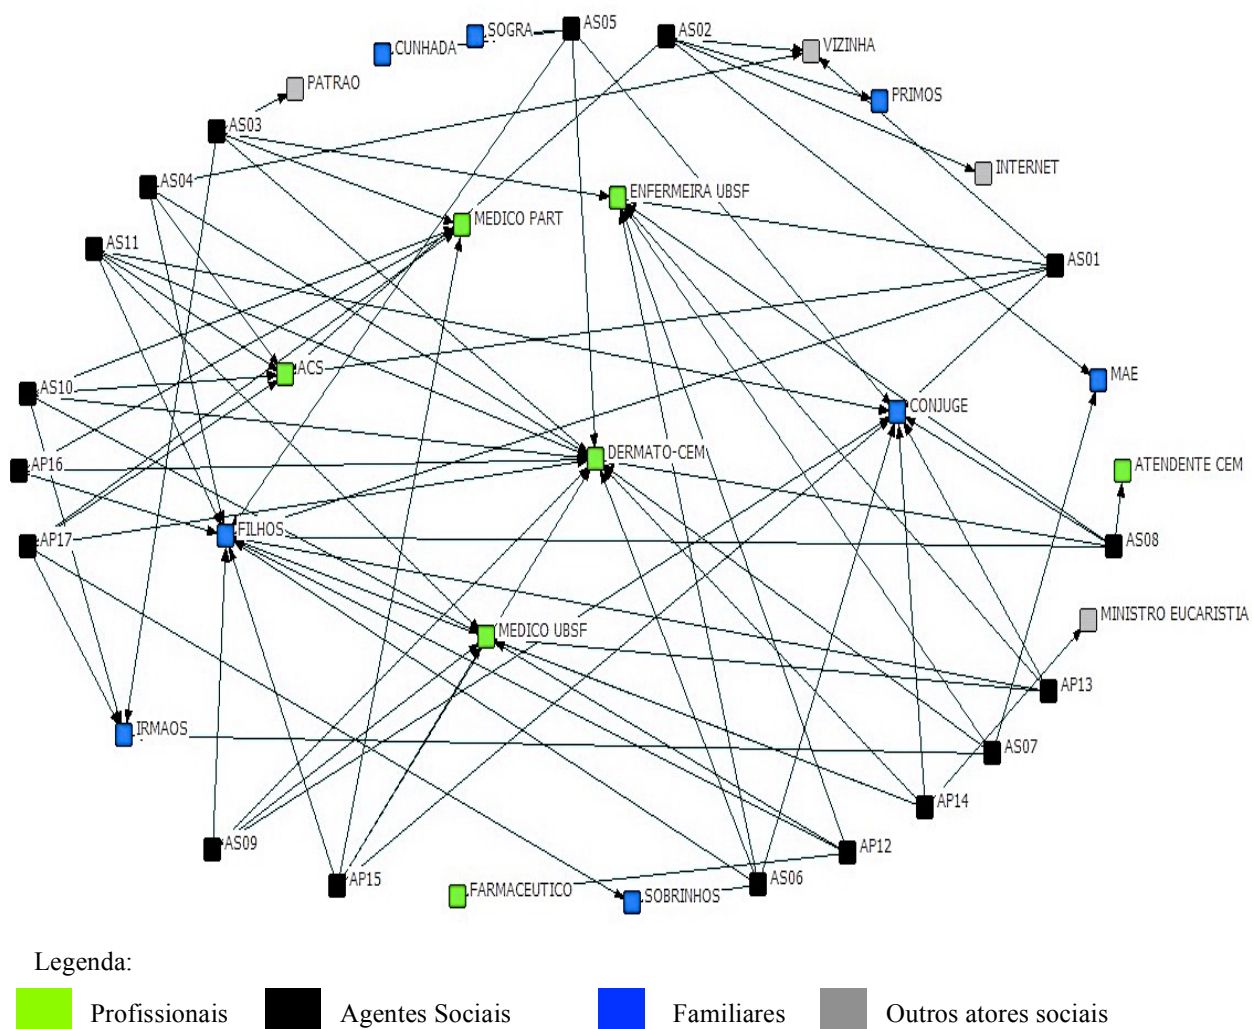 AS05
AS02
SOGRA
CUNHADA
VIZINHA
PATRAO
PRIMOS
AS03
INTERNET
AS04
ENFERMEIRA UBSF
MEDICO PART
AS11
AS01
ACS
MAE
AS10
CONJUGE
DERMATO-CEM
AP16
ATENDENTE CEM
FILHOS
AP17
AS08
MINISTRO EUCARISTIA
MEDICO UBSF
AP13
IRMAOS
AS07
AP14
AS09
AP12
AP15
AS06
FARMACEUTICO
SOBRINHOS
Legenda:
Profissionais Agentes Sociais Familiares Outros atores sociais